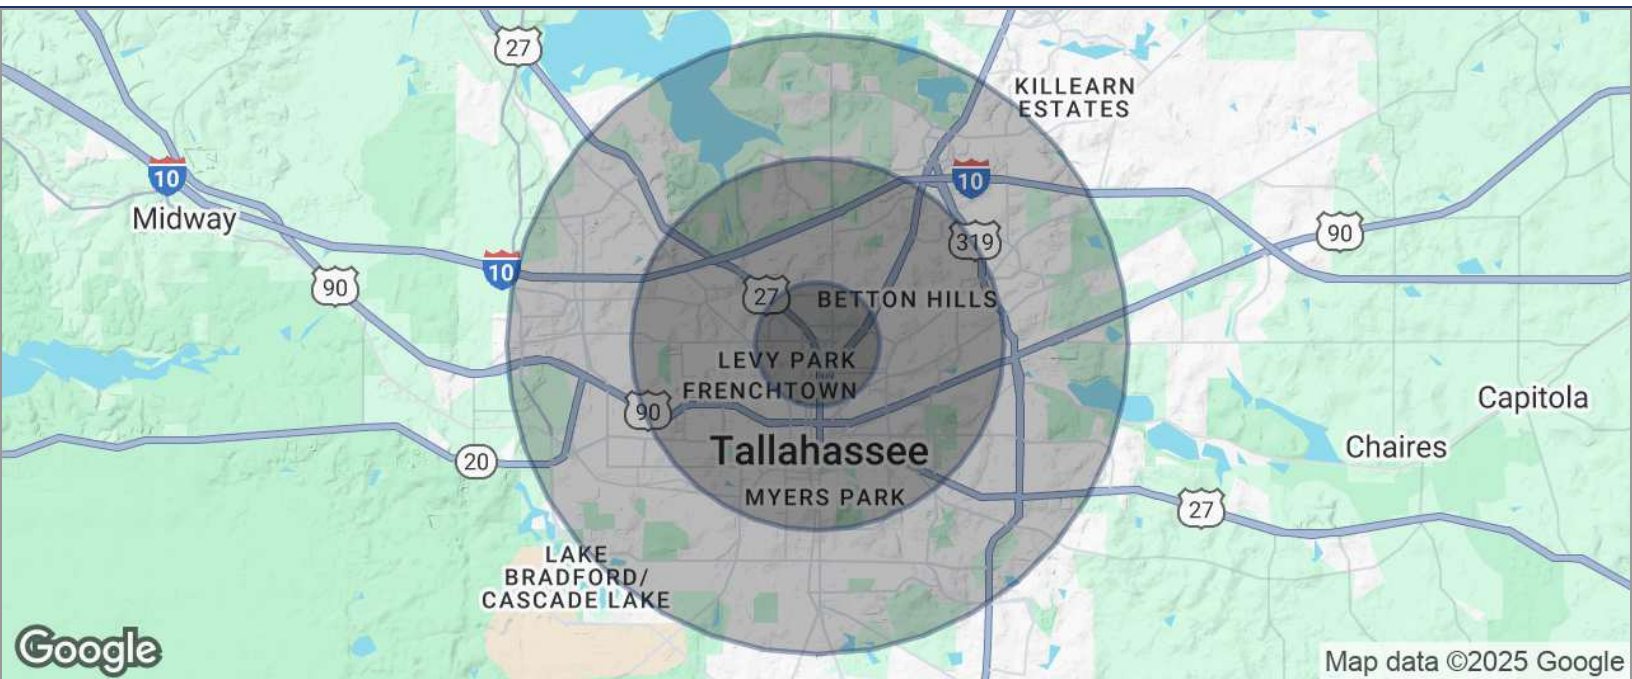 27
KILLEARN
ESTATES
10
10
Midway
90
319
10
90
27
BETTON HILLS
LEVY PARK
FRENCHTOWN
90
Capitola
Tallahassee
Chaires
20
MYERS PARK
27
LAKE
BRADFORD/
CASCADE LAKE
Google
Map data ©2025 Google